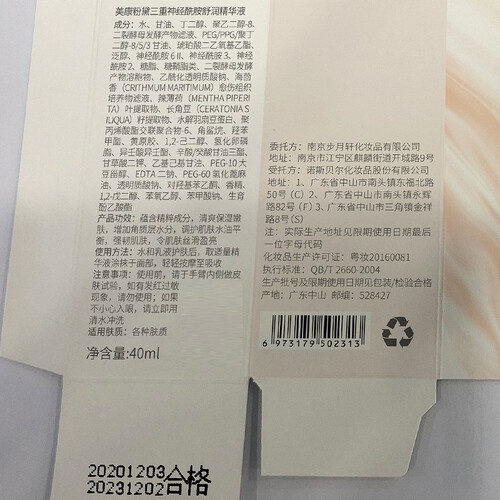 美康粉黛三重神经酰胺舒润精华液
成分：水、甘油、丁二醇、聚乙二醇-8、
二裂酵母发酵产物滤液、PEG/PPG/聚丁
二醇-8/5/3 甘油、琥珀酸二乙氧基乙酯、
泛醇、神经酰胺 6 II、神经酰胺 3、神经
酰胺 2、糖脂、糖鞘脂类、二裂酵母发酵
产物溶胞物、乙酰化透明质酸钠、海茴
香（CRITHMUM MARITIMUM）愈伤组织
培养物滤液、辣薄荷（MENTHA PIPERI
TA）叶提取物、长角豆（CERATONIA S
ILIQUA）籽提取物、水解羽扇豆蛋白、聚
丙烯酸酯交联聚合物-6、角鲨烷、羟苯
甲酯、黄原胶、1,2-己二醇、氢化卵磷
脂、异壬酸异壬酯、辛酸/癸酸甘油三酯、
甘草酸二钾、乙基己基甘油、PEG-10 大
豆甾醇、EDTA 二钠、PEG-60 氢化蓖麻
油、透明质酸钠、对羟基苯乙酮、香精、
1,2-戊二醇、苯氧乙醇、苯甲酸钠、生育
酚乙酸酯
产品功效：蕴含精粹成分，清爽保湿嫩
肤，增加角质层水分，调护肌肤水油平
衡，强韧肌肤，令肌肤丝滑盈亮
使用方法：水和乳液护肤后，取适量精
华液涂抹于面部，轻轻按摩至吸收
注意事项：使用前，请于手臂内侧做皮
肤试验，如有发红过敏
现象，请勿使用；如果
不小心入眼，请立即用
清水冲洗
适用肤质：各种肤质
净含量:40ml
20201203合格
20231202
委托方：南京步月轩化妆品有限公司
地址：南京市江宁区麒麟街道开城路9号
受托方：诺斯贝尔化妆品股份有限公司
地址：1、广东省中山市南头镇东福北路
50号 (C) 2、广东省中山市南头镇永辉
路82号 (F) 3、广东省中山市三角镇金祥
路8号 (S)
注：实际生产地址见限期使用日期最后
一位字母代码
化妆品生产许可证：粤妆20160081
执行标准：QB/T 2660-2004
生产批号及限期使用日期见包装/检验合格
产地：广东中山 邮编：528427
6 973179 502313